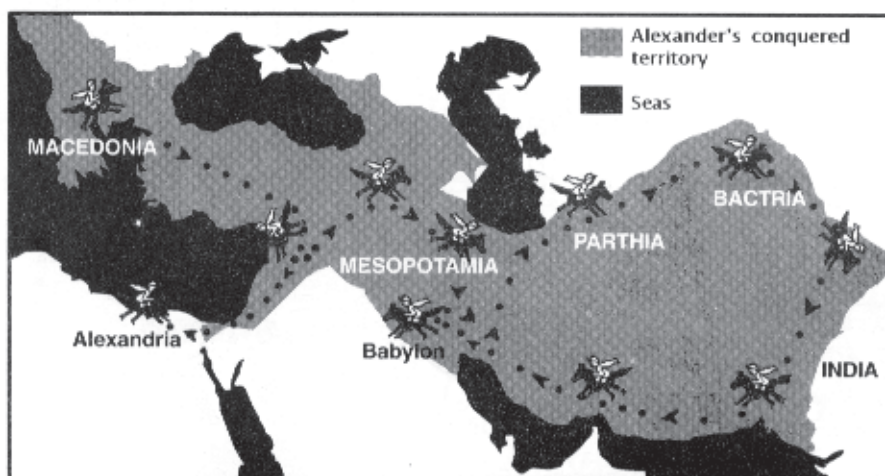 Alexander's conquered
territory
Seas
MACEDONIA
BACTRIA
PARTHIA
MESOPOTAMIA
Alexandria
Babylon
INDIA